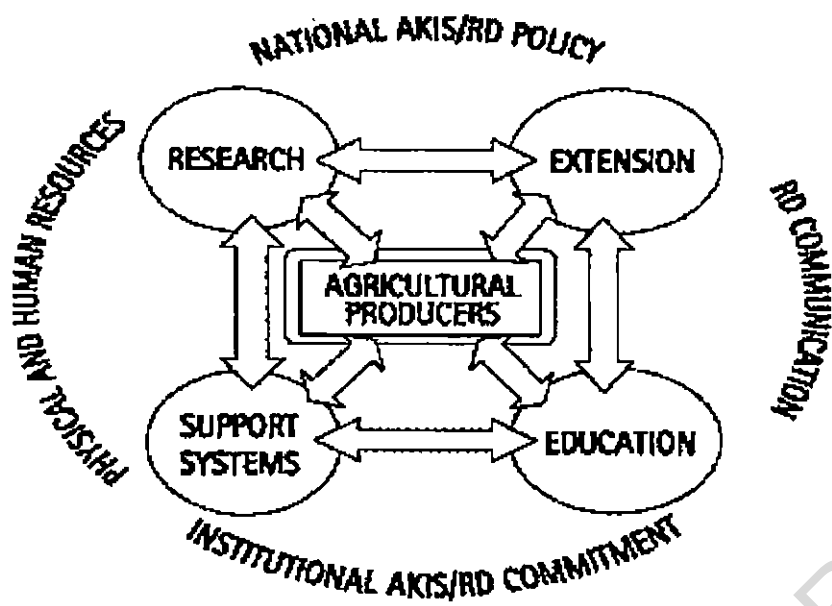 NATIONAL AKIS/RD POLICY
PHYSICAL AND HUMAN RESOURCES
RESEARCH
EXTENSION
RD COMMUNICATION
AGRICULTURAL
PRODUCERS
SUPPORT
SYSTEMS
EDUCATION
INSTITUTIONAL AKIS/RD COMMITMENT